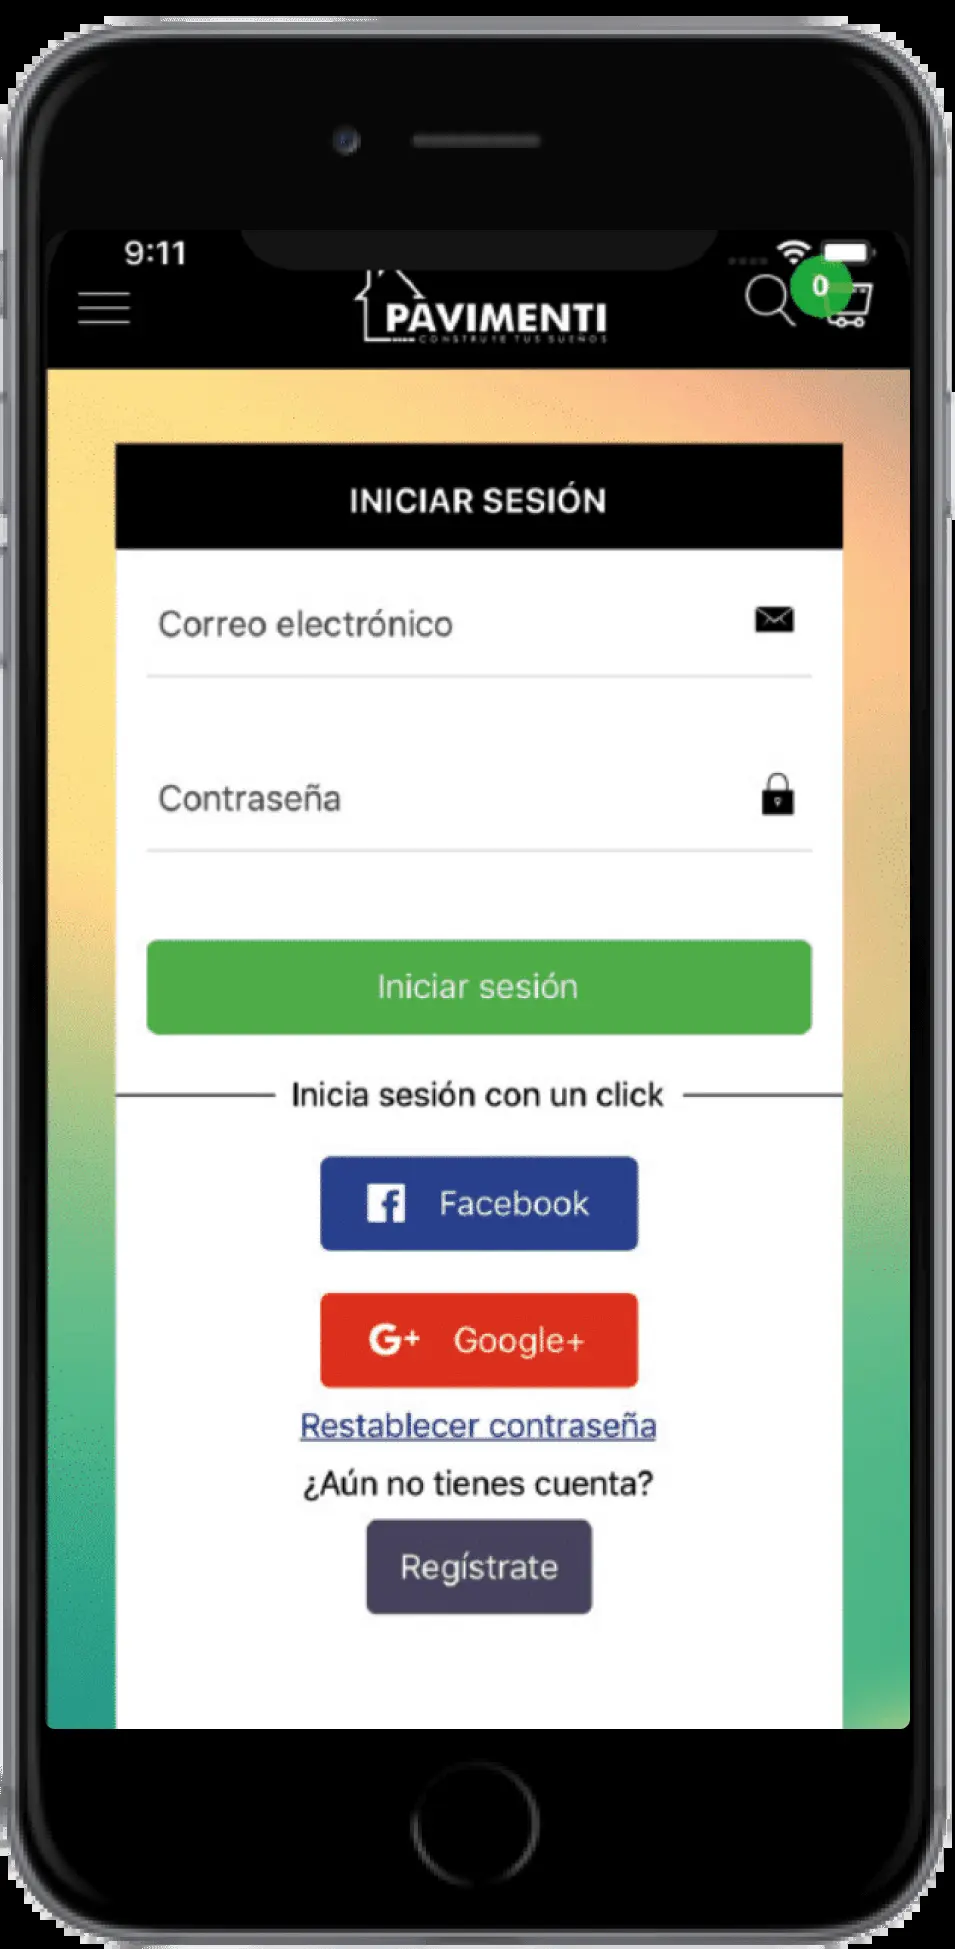 9:11
0
PAVIMENTI
CONSTRUYE TUS SUEÑOS
INICIAR SESIÓN
Correo electrónico
Contraseña
Iniciar sesión
Inicia sesión con un click
Facebook
G+ Google+
Restablecer contraseña
¿Aún no tienes cuenta?
Regístrate